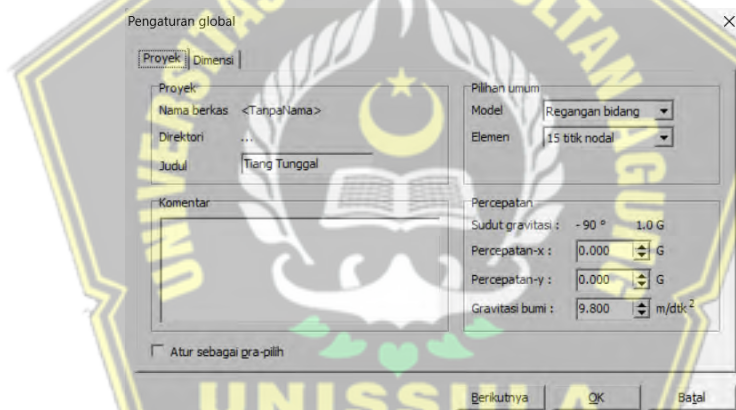 Pengaturan global
Proyek Dimensi
Proyek
Nama berkas <TanpaNama>
Direktori ...
Judul Tiang Tunggal
Komentar
Atur sebagai pra-pilih
Pilihan umum
Model Regangan bidang
Elemen 15 titik nodal
Percepatan
Sudut gravitasi : - 90 ° 1.0 G
Percepatan-x : 0.000 G
Percepatan-y : 0.000 G
Gravitasi bumi : 9.800 m/dtk²
Berikutnya OK Batal
UNISSULA